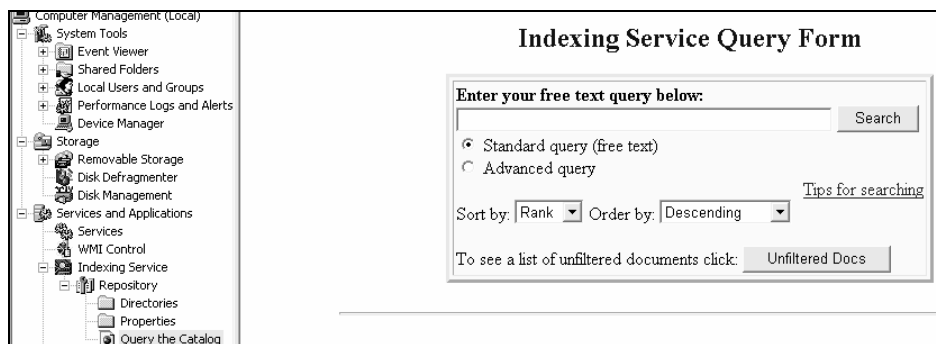 Computer Management (Local)
System Tools
Event Viewer
Shared Folders
Local Users and Groups
Performance Logs and Alerts
Device Manager
Storage
Removable Storage
Disk Defragmenter
Disk Management
Services and Applications
Services
WMI Control
Indexing Service
Repository
Directories
Properties
Query the Catalog
Indexing Service Query Form
Enter your free text query below:
Search
Standard query (free text)
Advanced query
Tips for searching
Sort by: Rank Order by: Descending
To see a list of unfiltered documents click: Unfiltered Docs